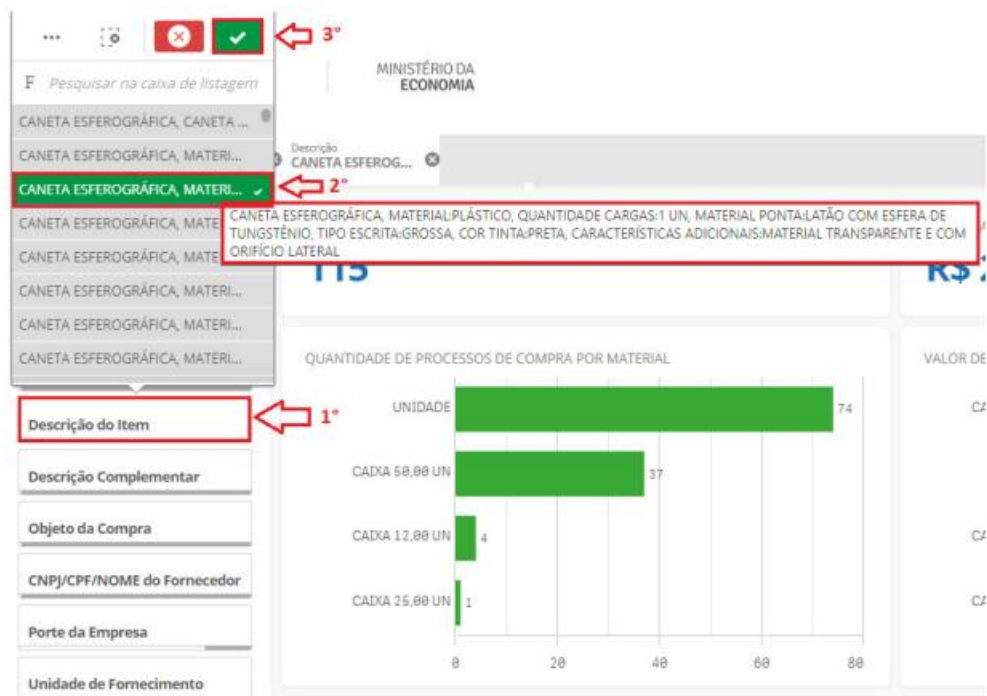 3°
F Pesquisar na caixa de listagem
MINISTÉRIO DA
ECONOMIA
CANETA ESFEROGRÁFICA, CANETA ...
CANETA ESFEROGRÁFICA, MATERI...
Descrição
CANETA ESFEROG...
CANETA ESFEROGRÁFICA, MATERI...
2°
CANETA ESFEROGRÁFICA, MATE
CANETA ESFEROGRÁFICA, MATERIAL:PLÁSTICO, QUANTIDADE CARGAS:1 UN, MATERIAL PONTA:LATÃO COM ESFERA DE
TUNGSTÊNIO, TIPO ESCRITA:GROSSA, COR TINTA:PRETA, CARACTERÍSTICAS ADICIONAIS:MATERIAL TRANSPARENTE E COM
ORIFÍCIO LATERAL
CANETA ESFEROGRÁFICA, MATE
115
R$
CANETA ESFEROGRÁFICA, MATERI...
CANETA ESFEROGRÁFICA, MATERI...
CANETA ESFEROGRÁFICA, MATERI...
QUANTIDADE DE PROCESSOS DE COMPRA POR MATERIAL
VALOR DE
Descrição do Item
1°
Descrição Complementar
Objeto da Compra
CNPJ/CPF/NOME do Fornecedor
Porte da Empresa
Unidade de Fornecimento
UNIDADE 74
CAIXA 50,00 UN 37
CAIXA 12,00 UN 4
CAIXA 25,00 UN 1
0 20 40 60 80
CA
CA
CA